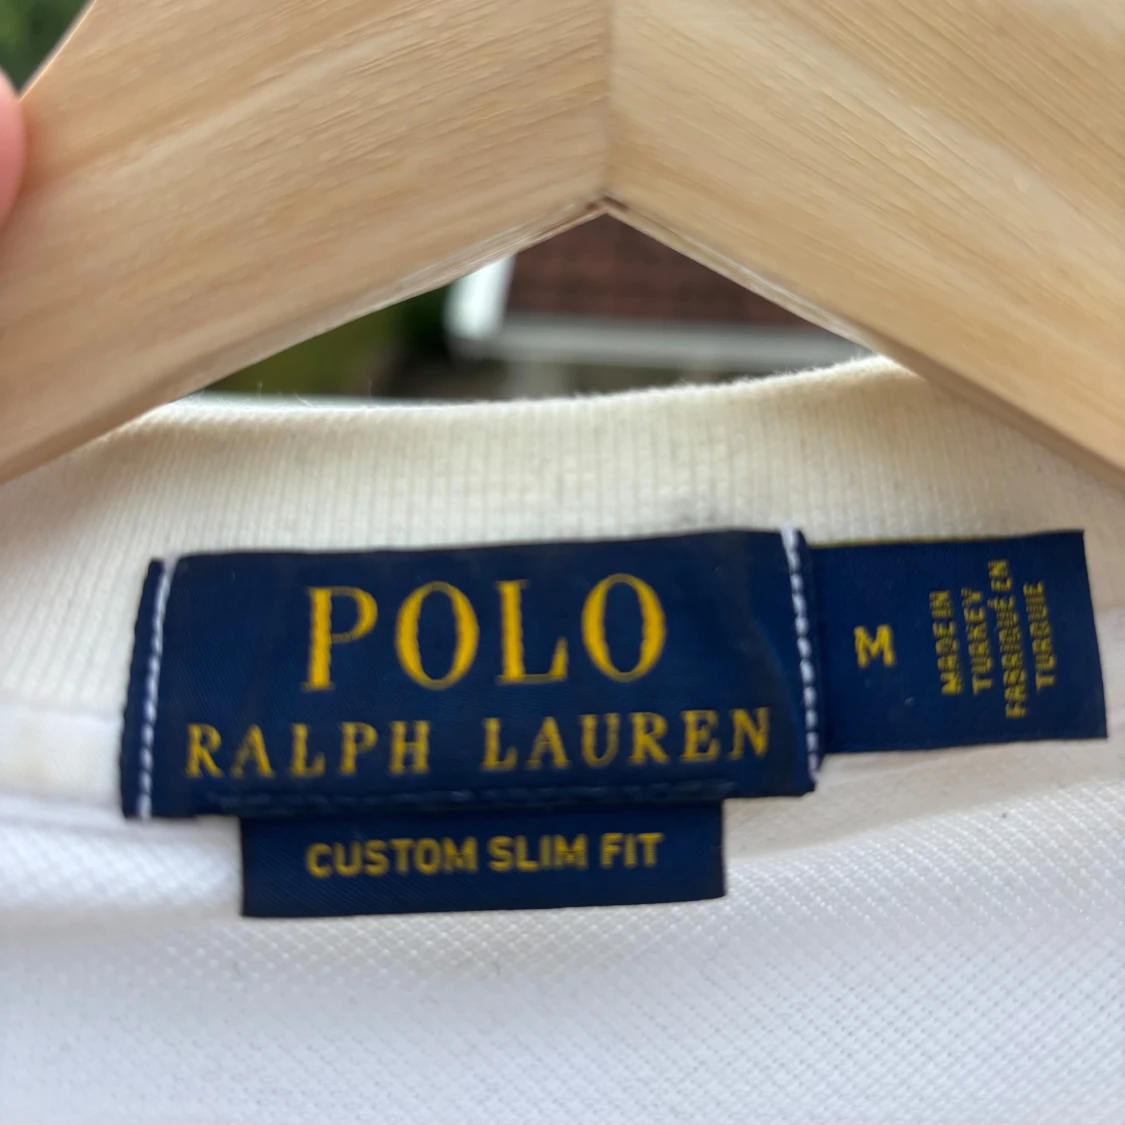 POLO
RALPH LAUREN
CUSTOM SLIM FIT
M
MADE IN
TURKEY
FABRIQUÉ EN
TURQUIE